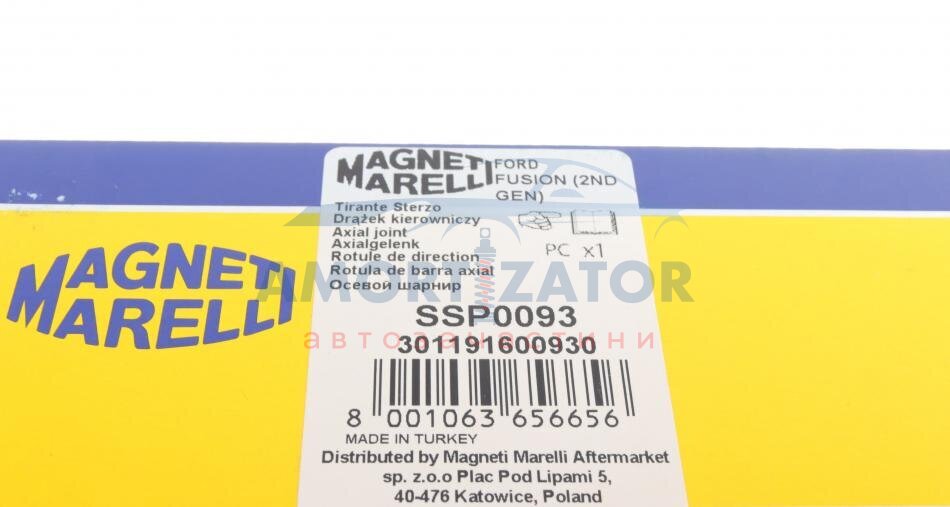 MAGNETI
MARELLI
FORD
FUSION (2ND
GEN)
Tirante Sterzo
Drążek kierowniczy
Axial joint
Axialgelenk
Rotule de direction
Rotula de barra axial
Осевой шарнир
PC x1
MAGNETI
MARELLI
AMORTIZATOR
автозапчастини
SSP0093
301191600930
8 001063 656656
MADE IN TURKEY
Distributed by Magneti Marelli Aftermarket
sp. z.o.o Plac Pod Lipami 5,
40-476 Katowice, Poland